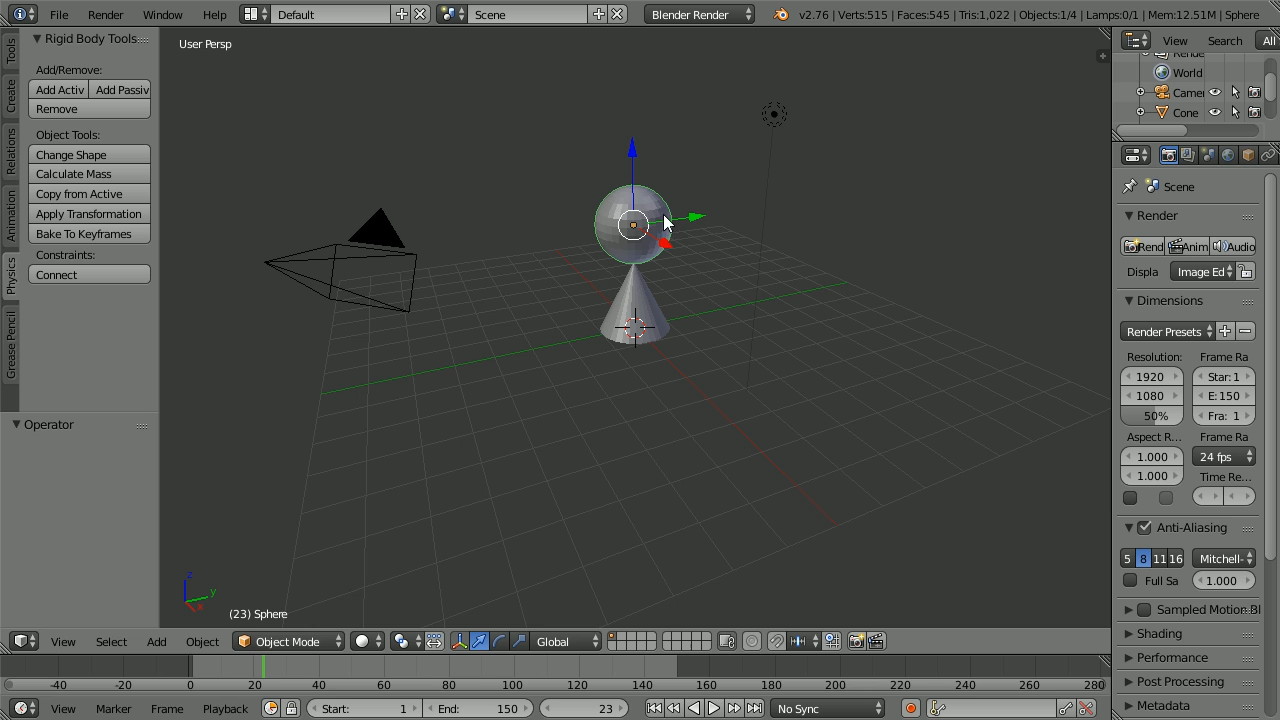 File Render Window Help Default Scene Blender Render v2.76 | Verts:515 | Faces:545 | Tris:1,022 | Objects:1/4 | Lamps:0/1 | Mem:12.51M | Sphere
Rigid Body Tools
Add/Remove:
Add Activ Add Passiv
Remove
Object Tools:
Change Shape
Calculate Mass
Copy from Active
Apply Transformation
Bake To Keyframes
Constraints:
Connect
Operator
Tools
Create
Relations
Animation
Physics
Grease Pencil
User Persp
z
y
x
(23) Sphere
View Select Add Object Object Mode Global
-40 -20 0 20 40 60 80 100 120 140 160 180 200 220 240 260 280
View Marker Frame Playback Start: 1 End: 150 23 No Sync
View Search All
World
Camer
Cone
Scene
Render
Rend Anim Audio
Displa Image Ed
Dimensions
Render Presets
Resolution: Frame Ra
1920 Star: 1
1080 E: 150
50% Fra: 1
Aspect R... Frame Ra
1.000 24 fps
1.000 Time Re...
Anti-Aliasing
5 8 11 16 Mitchell-
Full Sa 1.000
Sampled Motion Bl
Shading
Performance
Post Processing
Metadata